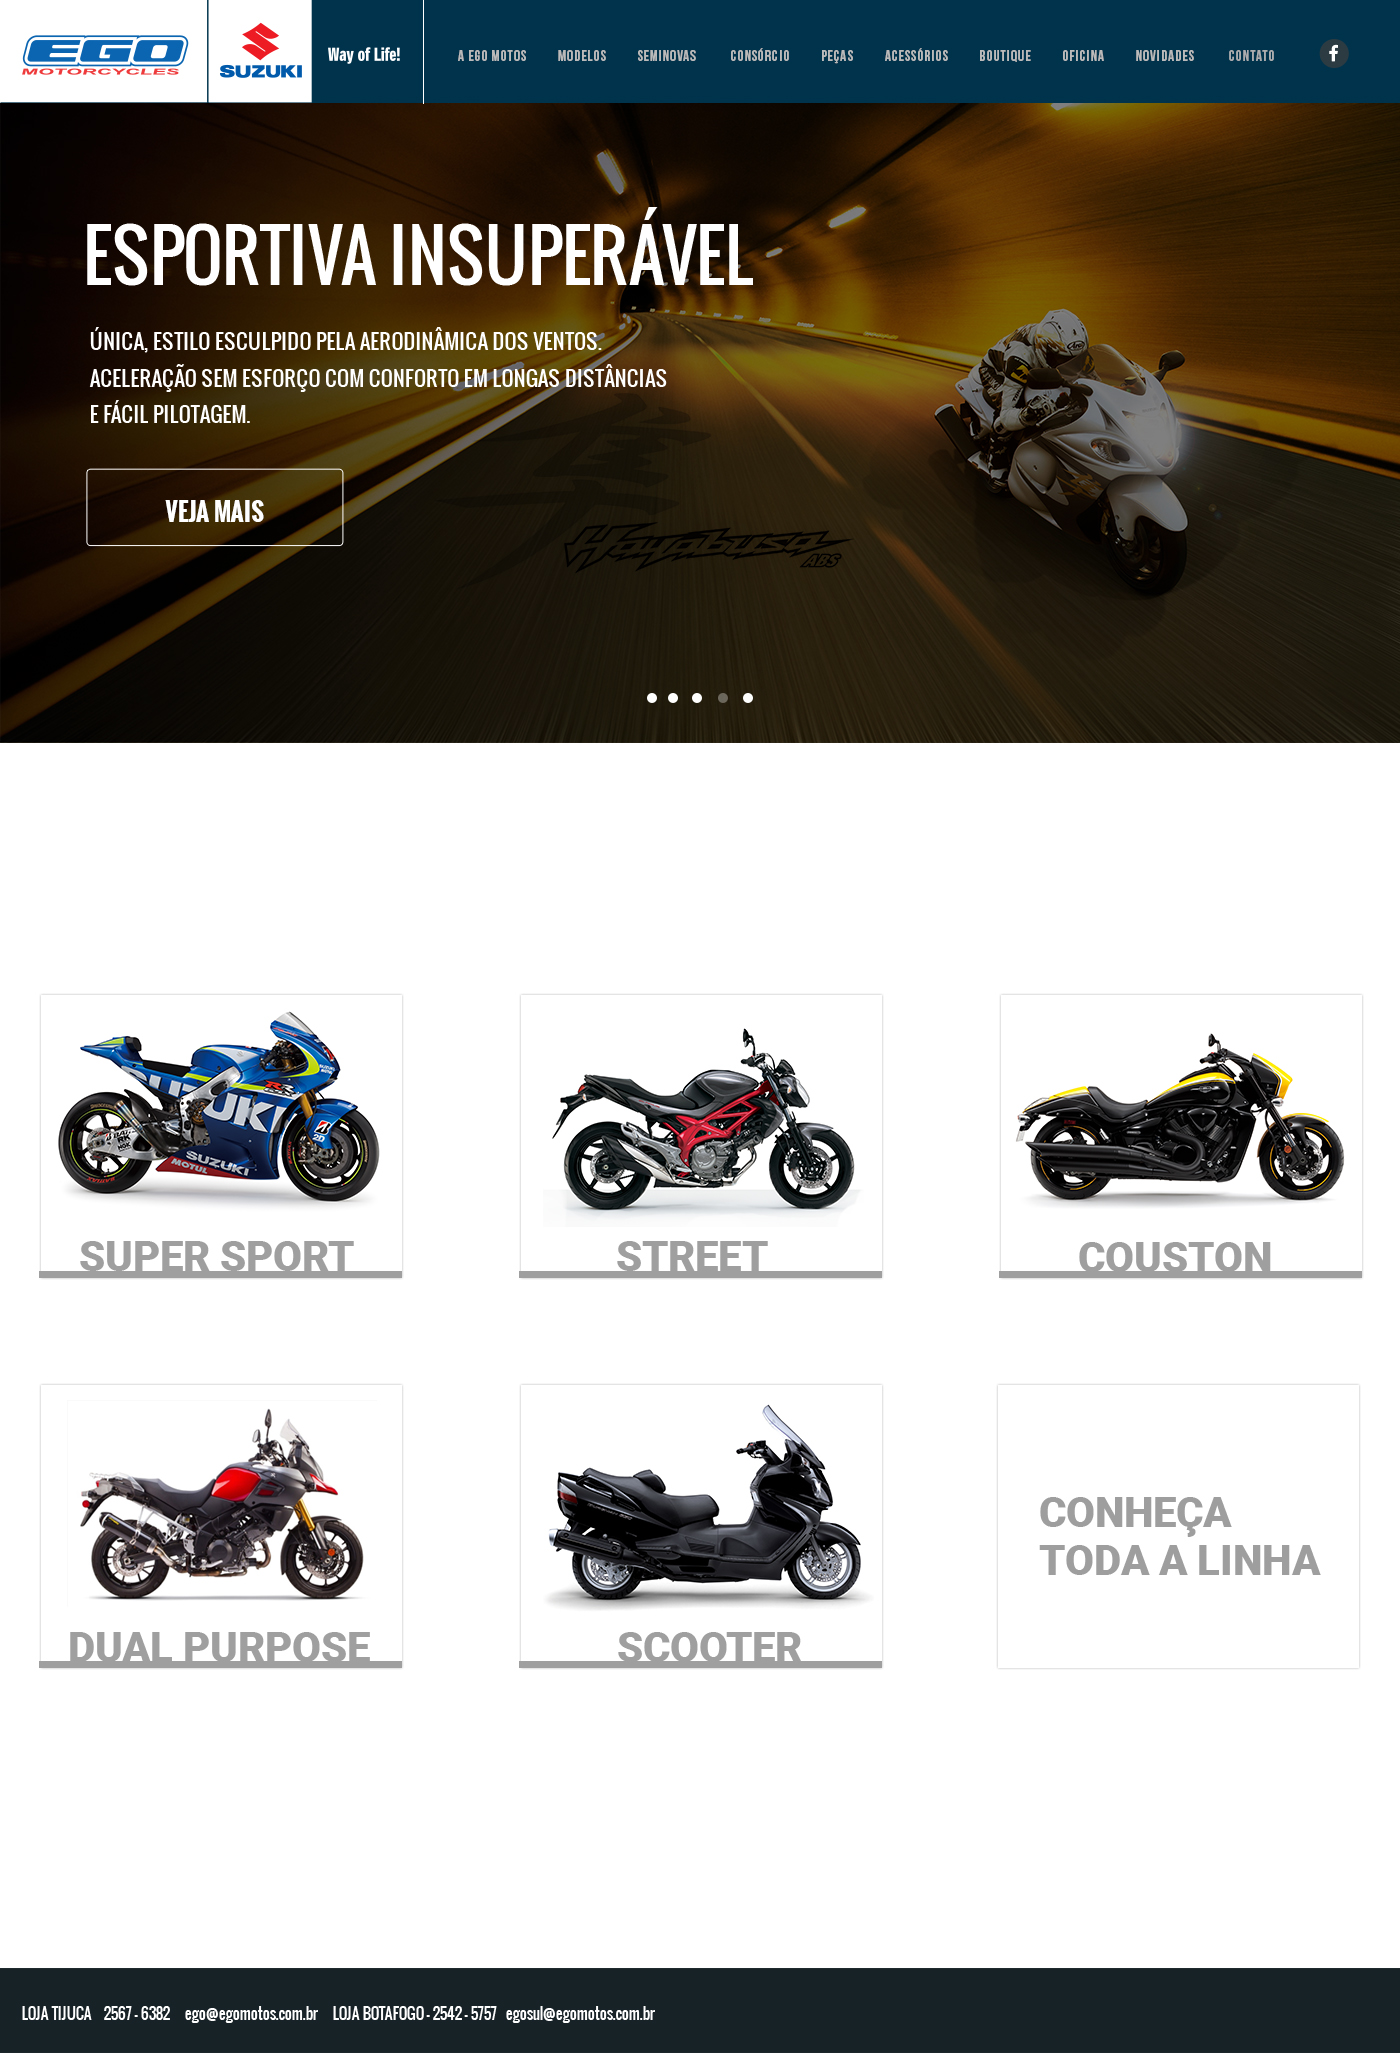 EGO
MOTORCYCLES
SUZUKI
Way of Life!
A EGO MOTOS
MODELOS
SEMINOVAS
CONSÓRCIO
PEÇAS
ACESSÓRIOS
BOUTIQUE
OFICINA
NOVIDADES
CONTATO
f
ESPORTIVA INSUPERÁVEL
ÚNICA, ESTILO ESCULPIDO PELA AERODINÂMICA DOS VENTOS.
ACELERAÇÃO SEM ESFORÇO COM CONFORTO EM LONGAS DISTÂNCIAS
E FÁCIL PILOTAGEM.
VEJA MAIS
Hayabusa
ABS
SUZUKI
MOTUL
SUPER SPORT
STREET
COUSTON
DUAL PURPOSE
SCOOTER
CONHEÇA
TODA A LINHA
LOJA TIJUCA 2567 - 6382 ego@egomotos.com.br LOJA BOTAFOGO - 2542 - 5757 egosul@egomotos.com.br